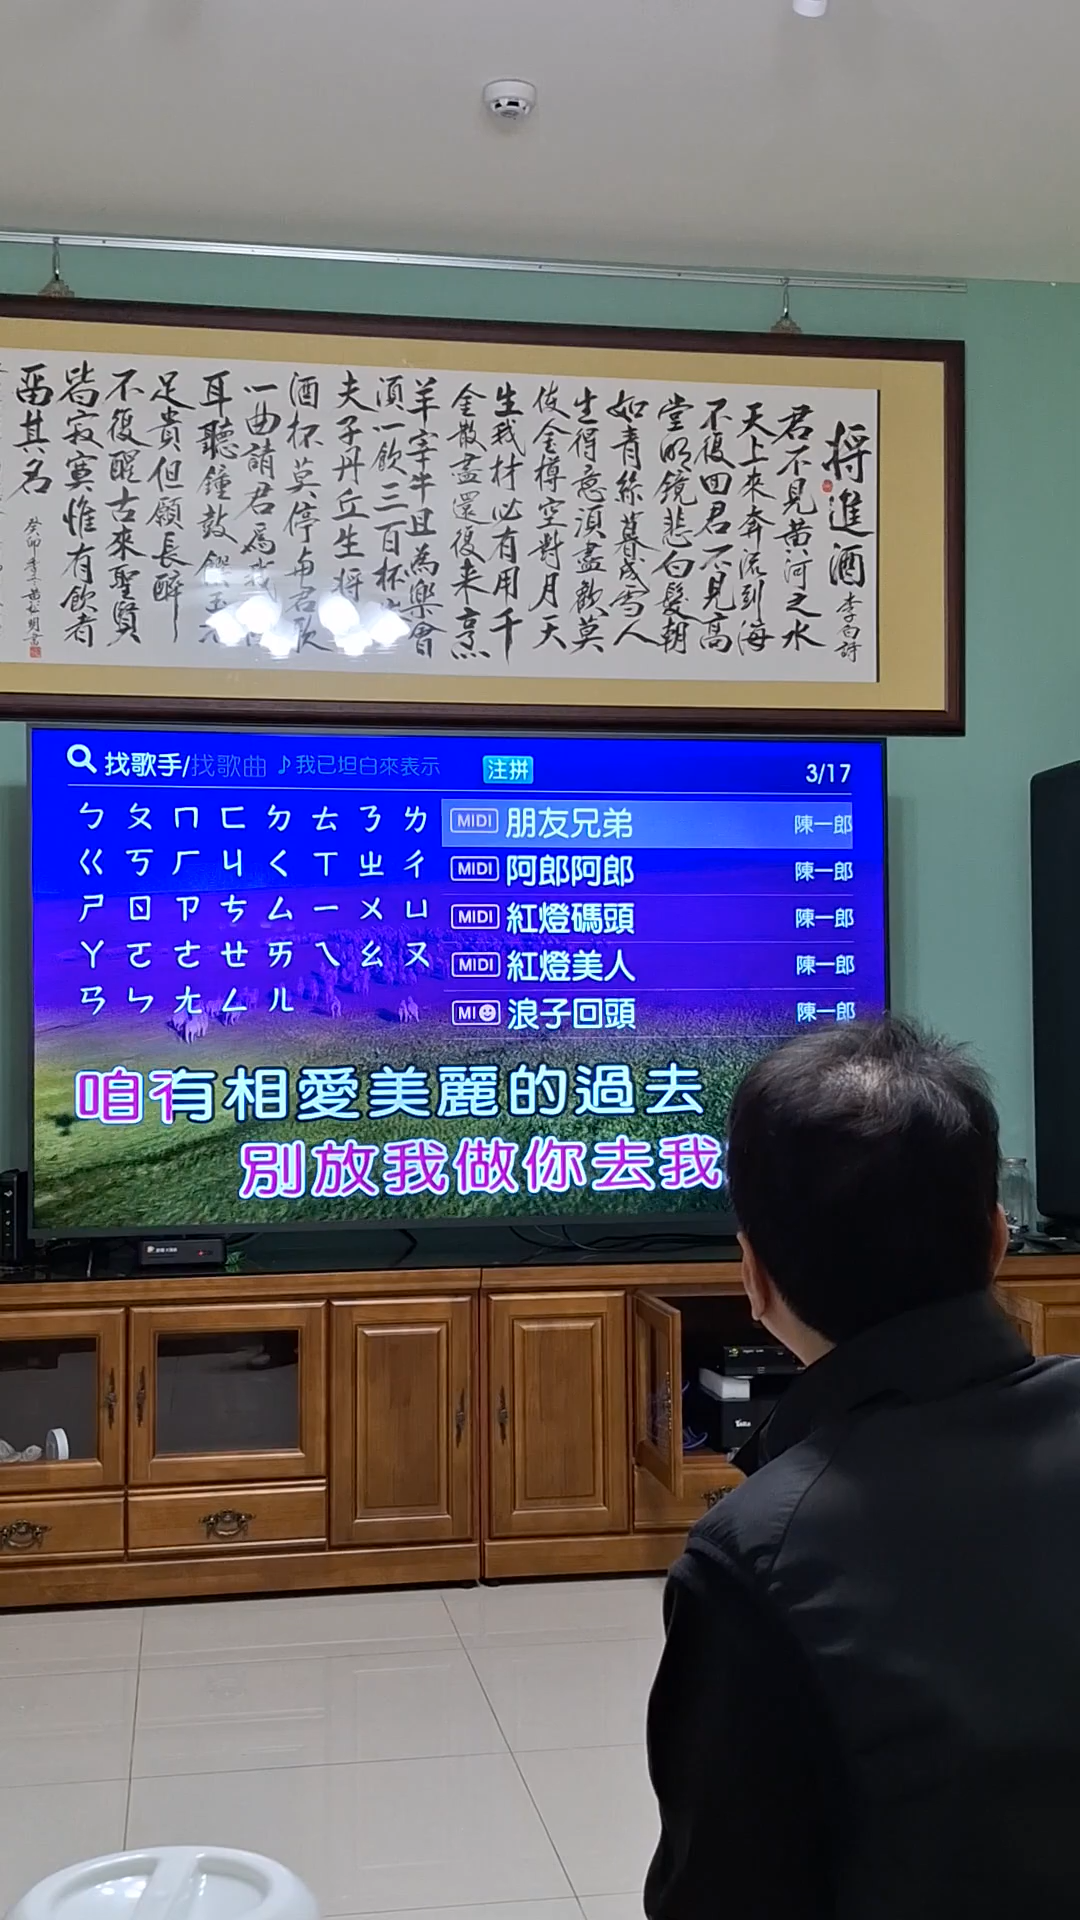 將進酒 李白詩
君不見黃河之水
天上來奔流到海
不復回君不見高
堂明鏡悲白髮朝
如青絲暮成雪人
生得意須盡歡莫
使金樽空對月天
生我材必有用千
金散盡還復来烹
羊宰牛且為樂會
須一飲三百杯
夫子丹丘生將
酒杯莫停與君歌
一曲請君為我
耳聽鐘鼓饌玉
足貴但願長醉
不復醒古來聖賢
皆寂寞惟有飲者
留其名
找歌手/找歌曲 ♪我已坦白來表示
注拼
3/17
ㄅ ㄆ ㄇ ㄈ ㄉ ㄊ ㄋ ㄌ
ㄍ ㄎ ㄏ ㄐ ㄑ ㄒ ㄓ ㄔ
ㄕ ㄖ ㄗ ㄘ ㄙ ㄧ ㄨ ㄩ
ㄚ ㄛ ㄜ ㄝ ㄞ ㄟ ㄠ ㄡ
ㄢ ㄣ ㄤ ㄥ ㄦ
MIDI 朋友兄弟 陳一郎
MIDI 阿郎阿郎 陳一郎
MIDI 紅燈碼頭 陳一郎
MIDI 紅燈美人 陳一郎
MI 浪子回頭 陳一郎
咱有相愛美麗的過去
別放我做你去我